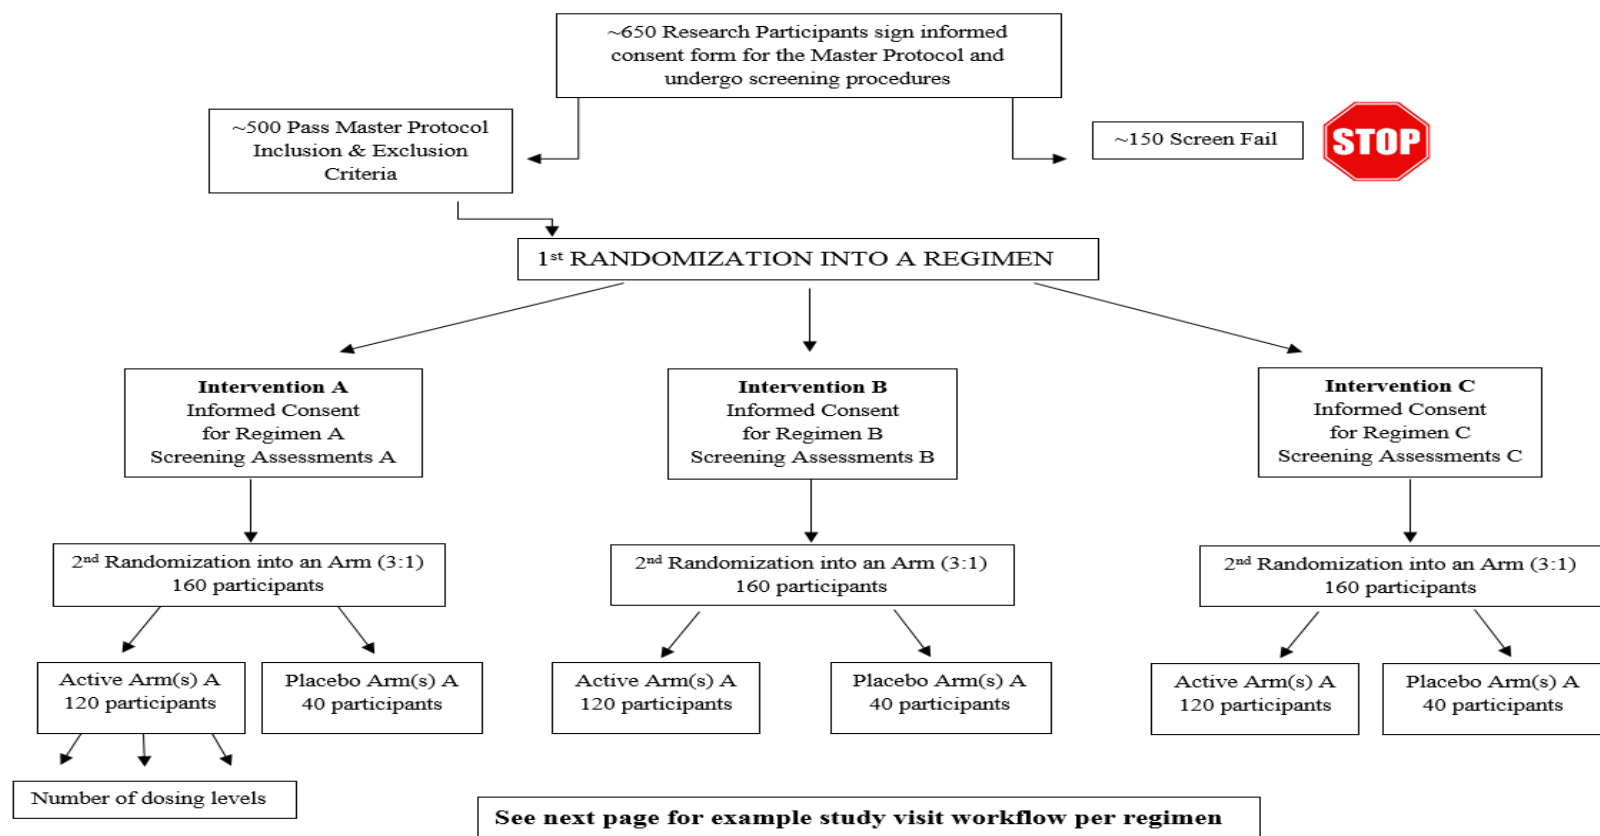 ~650 Research Participants sign informed
consent form for the Master Protocol and
undergo screening procedures
~500 Pass Master Protocol
Inclusion & Exclusion
Criteria
~150 Screen Fail
STOP
1st RANDOMIZATION INTO A REGIMEN
Intervention A
Informed Consent
for Regimen A
Screening Assessments A
Intervention B
Informed Consent
for Regimen B
Screening Assessments B
Intervention C
Informed Consent
for Regimen C
Screening Assessments C
2nd Randomization into an Arm (3:1)
160 participants
2nd Randomization into an Arm (3:1)
160 participants
2nd Randomization into an Arm (3:1)
160 participants
Active Arm(s) A
120 participants
Placebo Arm(s) A
40 participants
Active Arm(s) A
120 participants
Placebo Arm(s) A
40 participants
Active Arm(s) A
120 participants
Placebo Arm(s) A
40 participants
Number of dosing levels
See next page for example study visit workflow per regimen